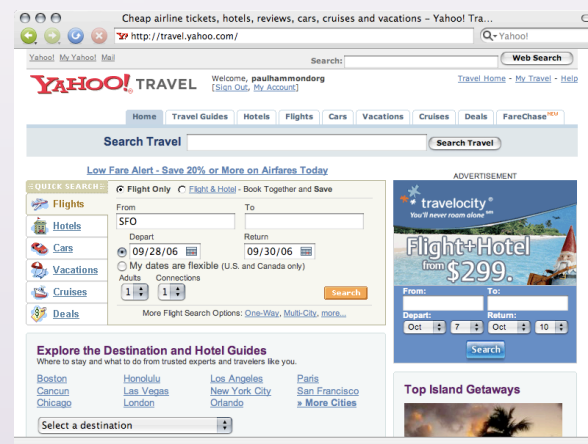 Cheap airline tickets, hotels, reviews, cars, cruises and vacations – Yahoo! Tra...
http://travel.yahoo.com/
Yahoo!
Yahoo! My Yahoo! Mail
Search:
Web Search
YAHOO! TRAVEL
Welcome, paulhammondorg
[Sign Out, My Account]
Travel Home - My Travel - Help
Home Travel Guides Hotels Flights Cars Vacations Cruises Deals FareChase NEW!
Search Travel
Search Travel
Low Fare Alert - Save 20% or More on Airfares Today
QUICK SEARCH
Flights
Hotels
Cars
Vacations
Cruises
Deals
Flight Only Flight & Hotel - Book Together and Save
From To
SFO
Depart Return
09/28/06 09/30/06
My dates are flexible (U.S. and Canada only)
Adults Connections
1 1
Search
More Flight Search Options: One-Way, Multi-City, more...
ADVERTISEMENT
travelocity®
You'll never roam alone
Flight+Hotel
from $299.
From: To:
Depart: Return:
Oct 7 Oct 10
Search
Explore the Destination and Hotel Guides
Where to stay and what to do from trusted experts and travelers like you.
Boston Honolulu Los Angeles Paris
Cancun Las Vegas New York City San Francisco
Chicago London Orlando » More Cities
Select a destination
Top Island Getaways